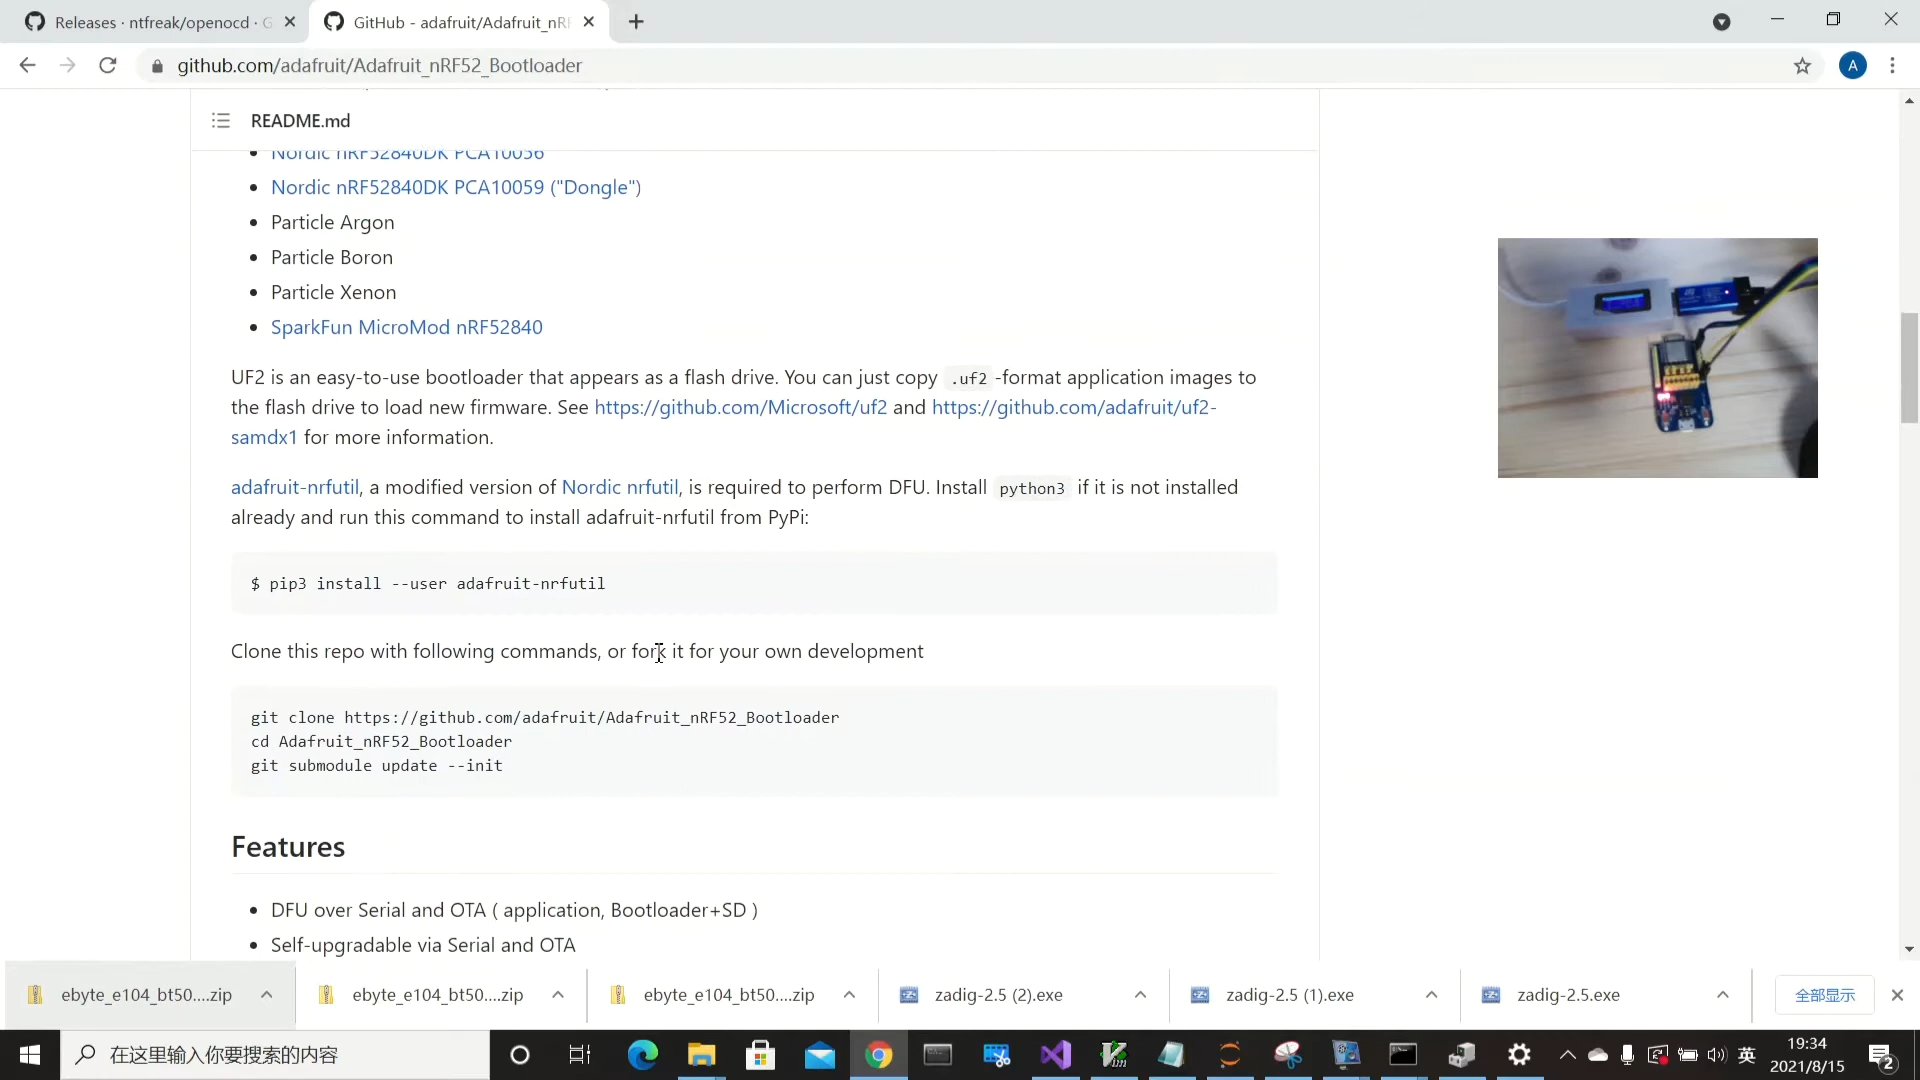 Releases · ntfreak/openocd · G
GitHub - adafruit/Adafruit_nRF
github.com/adafruit/Adafruit_nRF52_Bootloader
A
README.md
Nordic nRF52840DK PCA10056
Nordic nRF52840DK PCA10059 ("Dongle")
Particle Argon
Particle Boron
Particle Xenon
SparkFun MicroMod nRF52840
UF2 is an easy-to-use bootloader that appears as a flash drive. You can just copy .uf2 -format application images to
the flash drive to load new firmware. See https://github.com/Microsoft/uf2 and https://github.com/adafruit/uf2-
samdx1 for more information.
adafruit-nrfutil, a modified version of Nordic nrfutil, is required to perform DFU. Install python3 if it is not installed
already and run this command to install adafruit-nrfutil from PyPi:
$ pip3 install --user adafruit-nrfutil
Clone this repo with following commands, or fork it for your own development
git clone https://github.com/adafruit/Adafruit_nRF52_Bootloader
cd Adafruit_nRF52_Bootloader
git submodule update --init
Features
DFU over Serial and OTA ( application, Bootloader+SD )
Self-upgradable via Serial and OTA
ebyte_e104_bt50....zip
ebyte_e104_bt50....zip
ebyte_e104_bt50....zip
zadig-2.5 (2).exe
zadig-2.5 (1).exe
zadig-2.5.exe
全部显示
在这里输入你要搜索的内容
英
19:34
2021/8/15
2